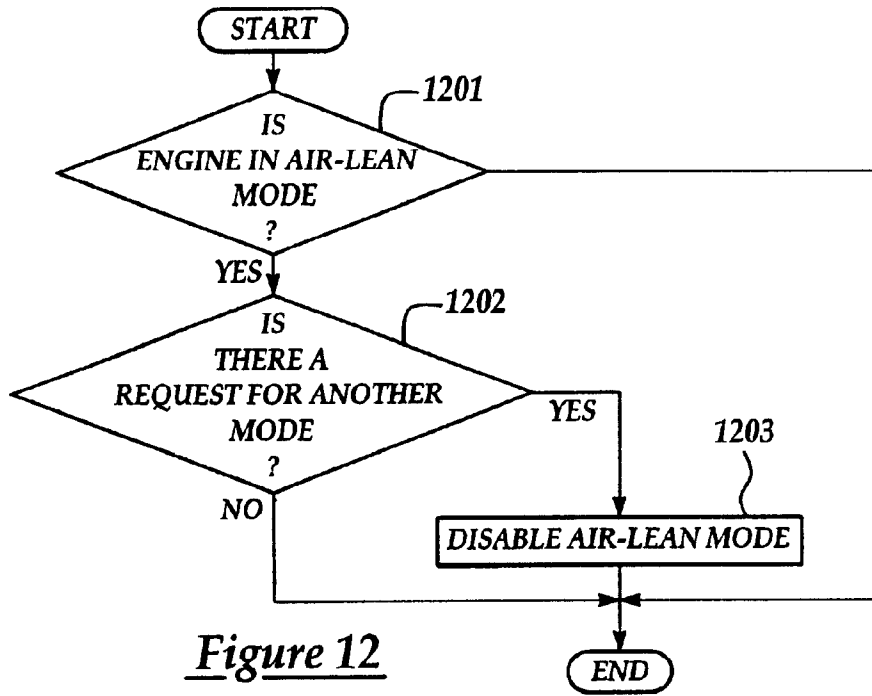 START
1201
IS
ENGINE IN AIR-LEAN
MODE
?
YES
1202
IS
THERE A
REQUEST FOR ANOTHER
MODE
?
YES
NO
1203
DISABLE AIR-LEAN MODE
END
Figure 12